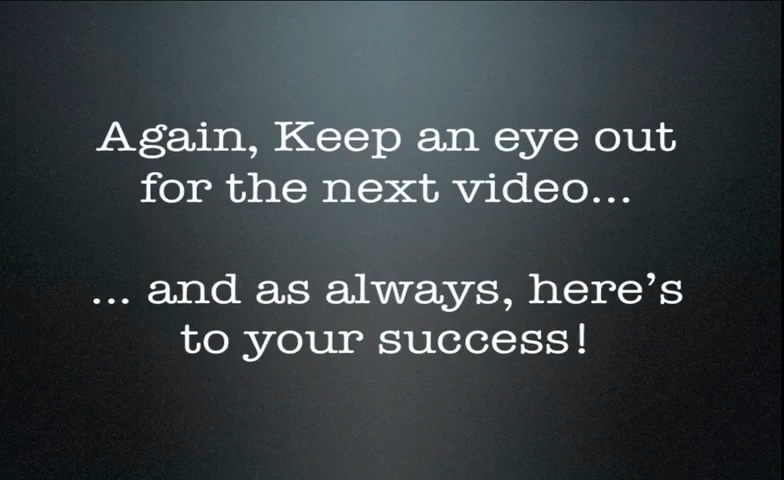 Again, Keep an eye out
for the next video...
... and as always, here’s
to your success!